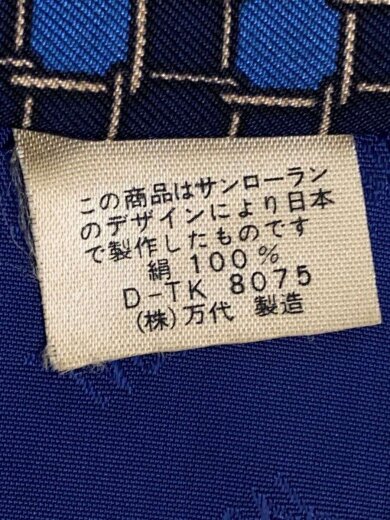 この商品はサンローラン
のデザインにより日本
で製作したものです
絹 100%
D-TK 8075
(株)万代 製造